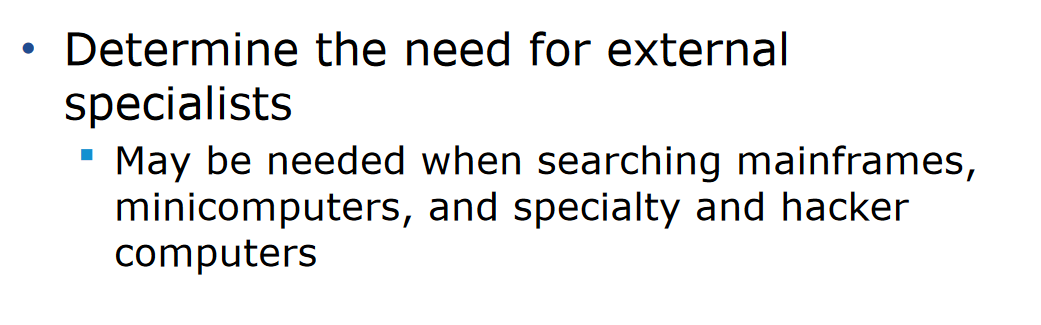 • Determine the need for external
specialists
▪ May be needed when searching mainframes,
minicomputers, and specialty and hacker
computers